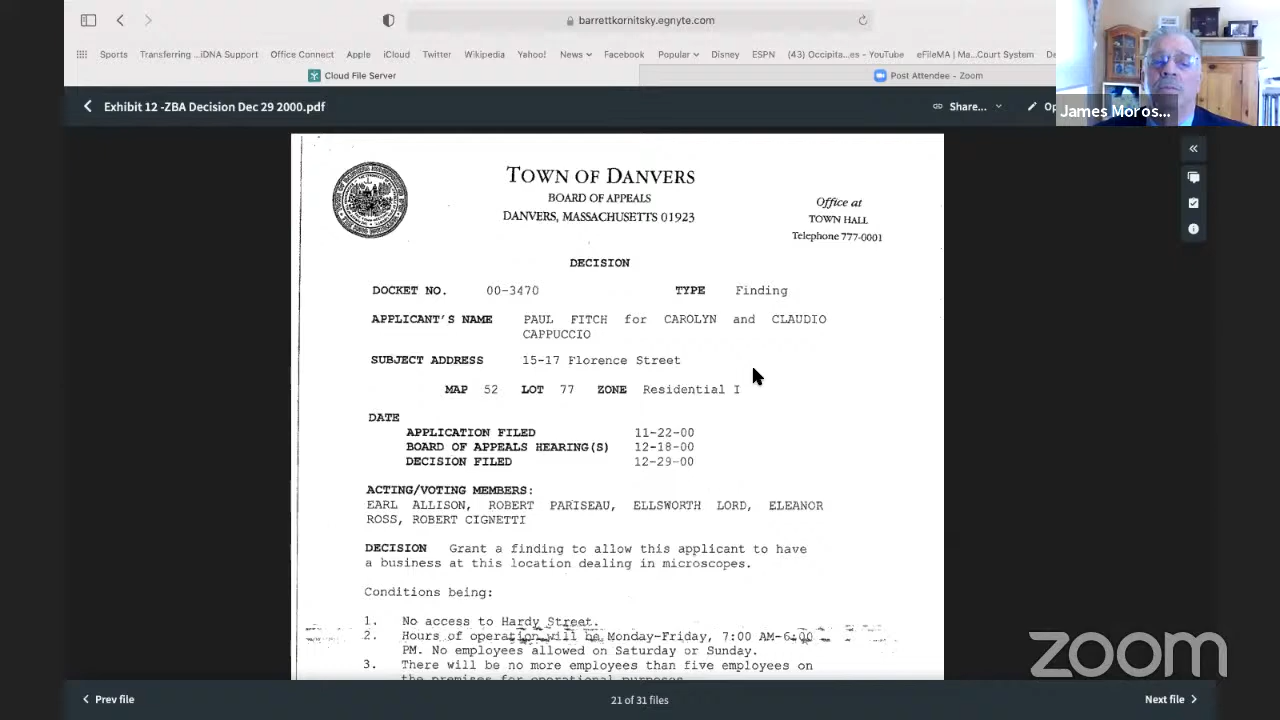 barrettkornitsky.egnyte.com
Sports Transferring ...iDNA Support Office Connect Apple iCloud Twitter Wikipedia Yahoo! News Facebook Popular Disney ESPN (43) Occipita...es - YouTube eFileMA | Ma...Court System De
Cloud File Server Post Attendee - Zoom
Exhibit 12 -ZBA Decision Dec 29 2000.pdf Share... Op
James Moros...
TOWN OF DANVERS
BOARD OF APPEALS
DANVERS, MASSACHUSETTS 01923
Office at
TOWN HALL
Telephone 777-0001
DECISION
DOCKET NO. 00-3470 TYPE Finding
APPLICANT'S NAME PAUL FITCH for CAROLYN and CLAUDIO
CAPPUCCIO
SUBJECT ADDRESS 15-17 Florence Street
MAP 52 LOT 77 ZONE Residential I
DATE
APPLICATION FILED 11-22-00
BOARD OF APPEALS HEARING(S) 12-18-00
DECISION FILED 12-29-00
ACTING/VOTING MEMBERS:
EARL ALLISON, ROBERT PARISEAU, ELLSWORTH LORD, ELEANOR
ROSS, ROBERT CIGNETTI
DECISION Grant a finding to allow this applicant to have
a business at this location dealing in microscopes.
Conditions being:
1. No access to Hardy Street.
2. Hours of operation will be Monday-Friday, 7:00 AM-6:00
PM. No employees allowed on Saturday or Sunday.
3. There will be no more employees than five employees on
the premises for operational purposes.
zoom
Prev file 21 of 31 files Next file